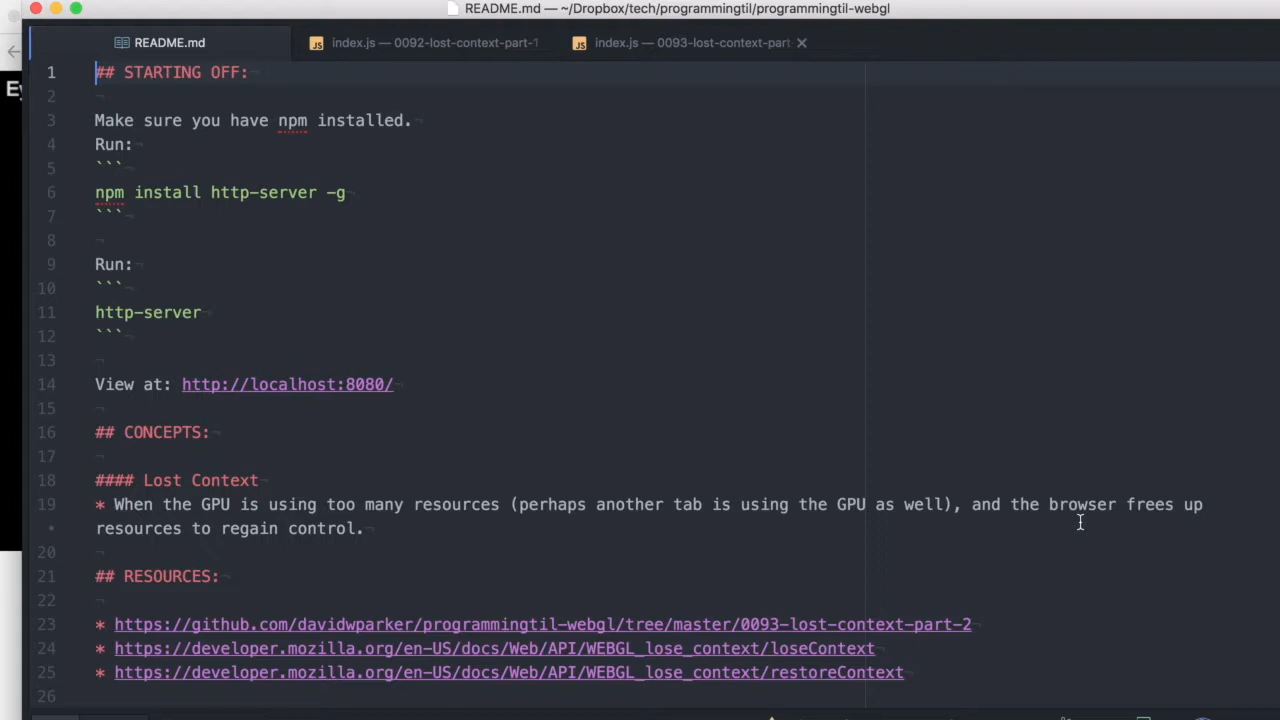 README.md — ~/Dropbox/tech/programmingtil/programmingtil-webgl
README.md
index.js — 0092-lost-context-part-1
index.js — 0093-lost-context-part
1 ## STARTING OFF:
2
3 Make sure you have npm installed.
4 Run:
5 ```
6 npm install http-server -g
7 ```
8
9 Run:
10 ```
11 http-server
12 ```
13
14 View at: http://localhost:8080/
15
16 ## CONCEPTS:
17
18 #### Lost Context
19 * When the GPU is using too many resources (perhaps another tab is using the GPU as well), and the browser frees up
resources to regain control.
20
21 ## RESOURCES:
22
23 * https://github.com/davidwparker/programmingtil-webgl/tree/master/0093-lost-context-part-2
24 * https://developer.mozilla.org/en-US/docs/Web/API/WEBGL_lose_context/loseContext
25 * https://developer.mozilla.org/en-US/docs/Web/API/WEBGL_lose_context/restoreContext
26